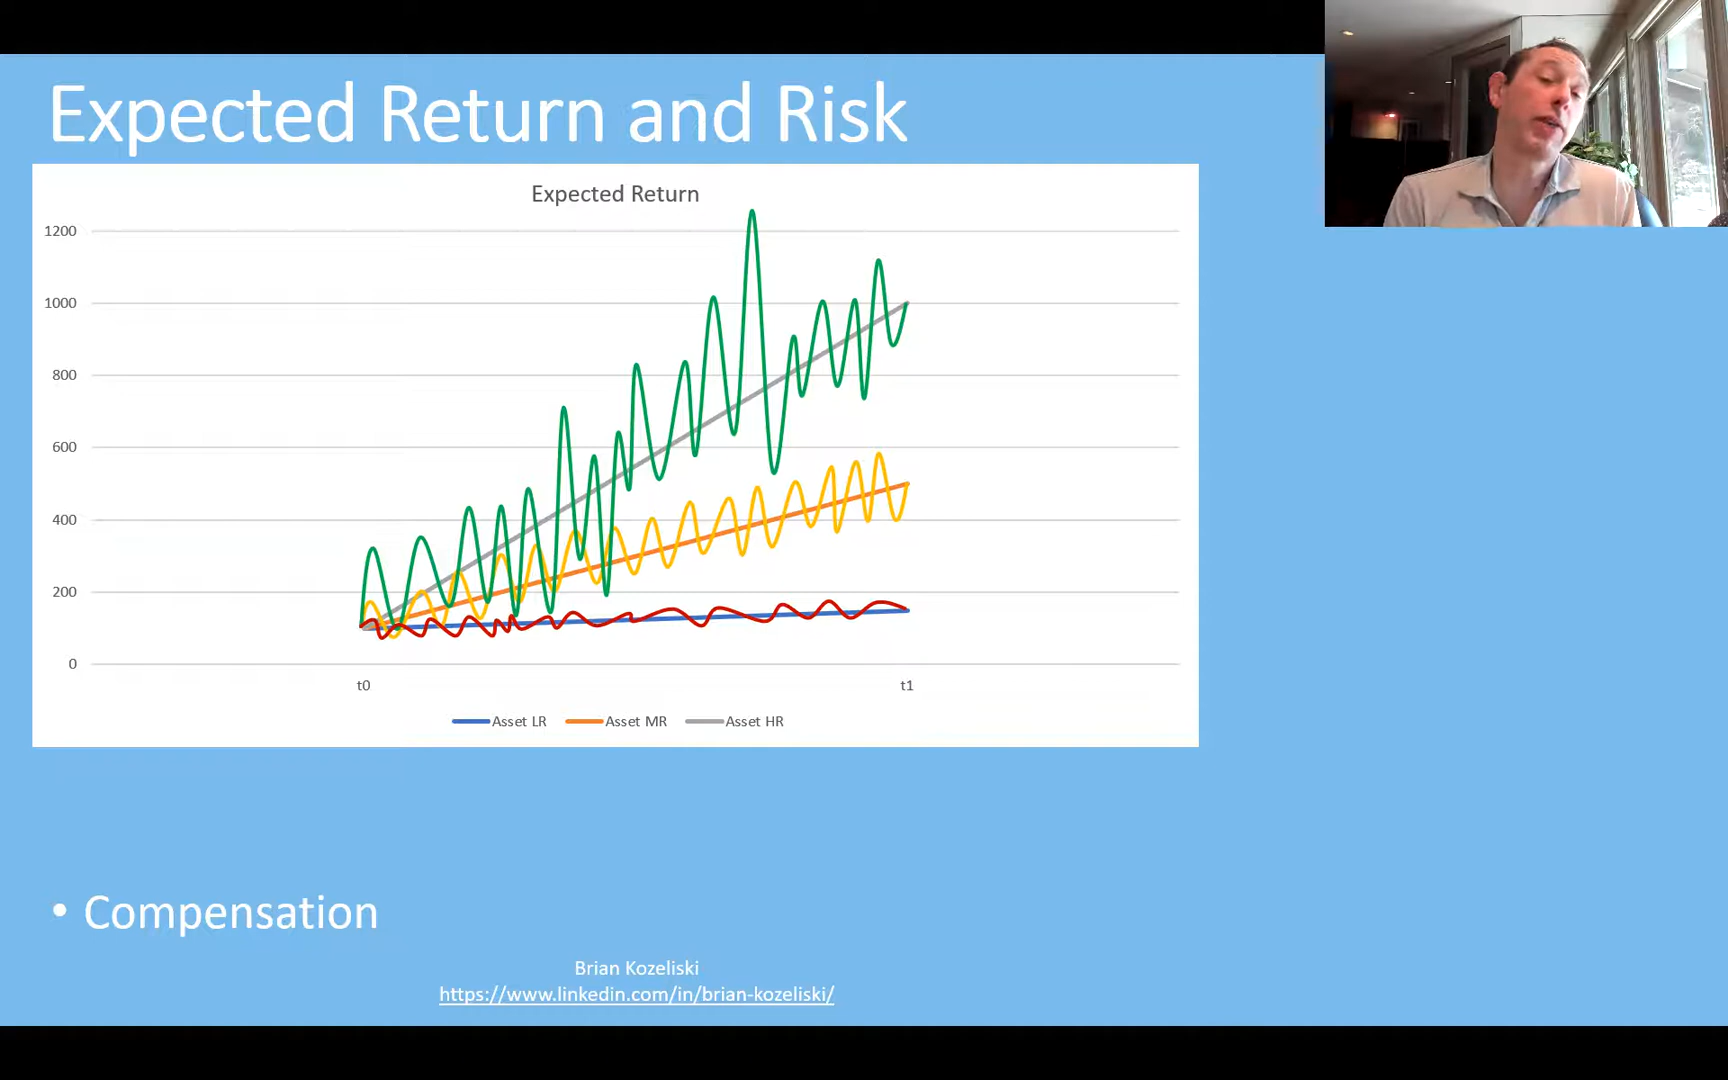 Expected Return and Risk
Expected Return
1200
1000
800
600
400
200
0
t0 t1
Asset LR Asset MR Asset HR
• Compensation
Brian Kozeliski
https://www.linkedin.com/in/brian-kozeliski/